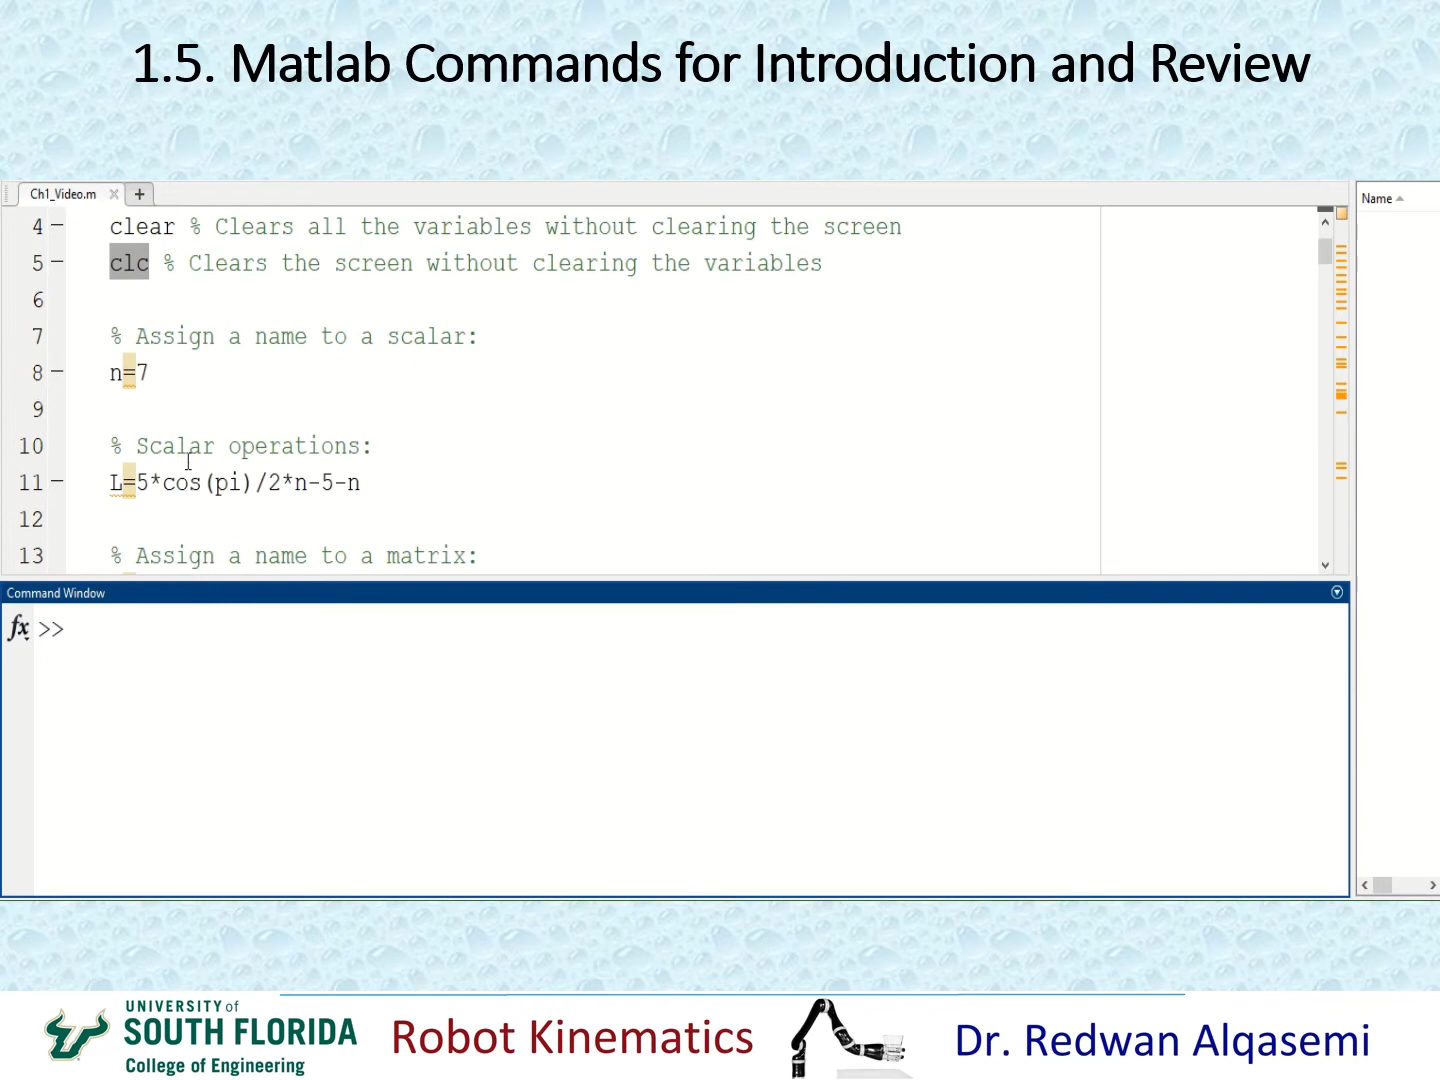 1.5. Matlab Commands for Introduction and Review
Ch1_Video.m × +
Name
4 – clear % Clears all the variables without clearing the screen
5 – clc % Clears the screen without clearing the variables
6
7 % Assign a name to a scalar:
8 – n=7
9
10 % Scalar operations:
11 – L=5*cos(pi)/2*n-5-n
12
13 % Assign a name to a matrix:
Command Window
fx >>
UNIVERSITY of
SOUTH FLORIDA
College of Engineering
Robot Kinematics
Dr. Redwan Alqasemi